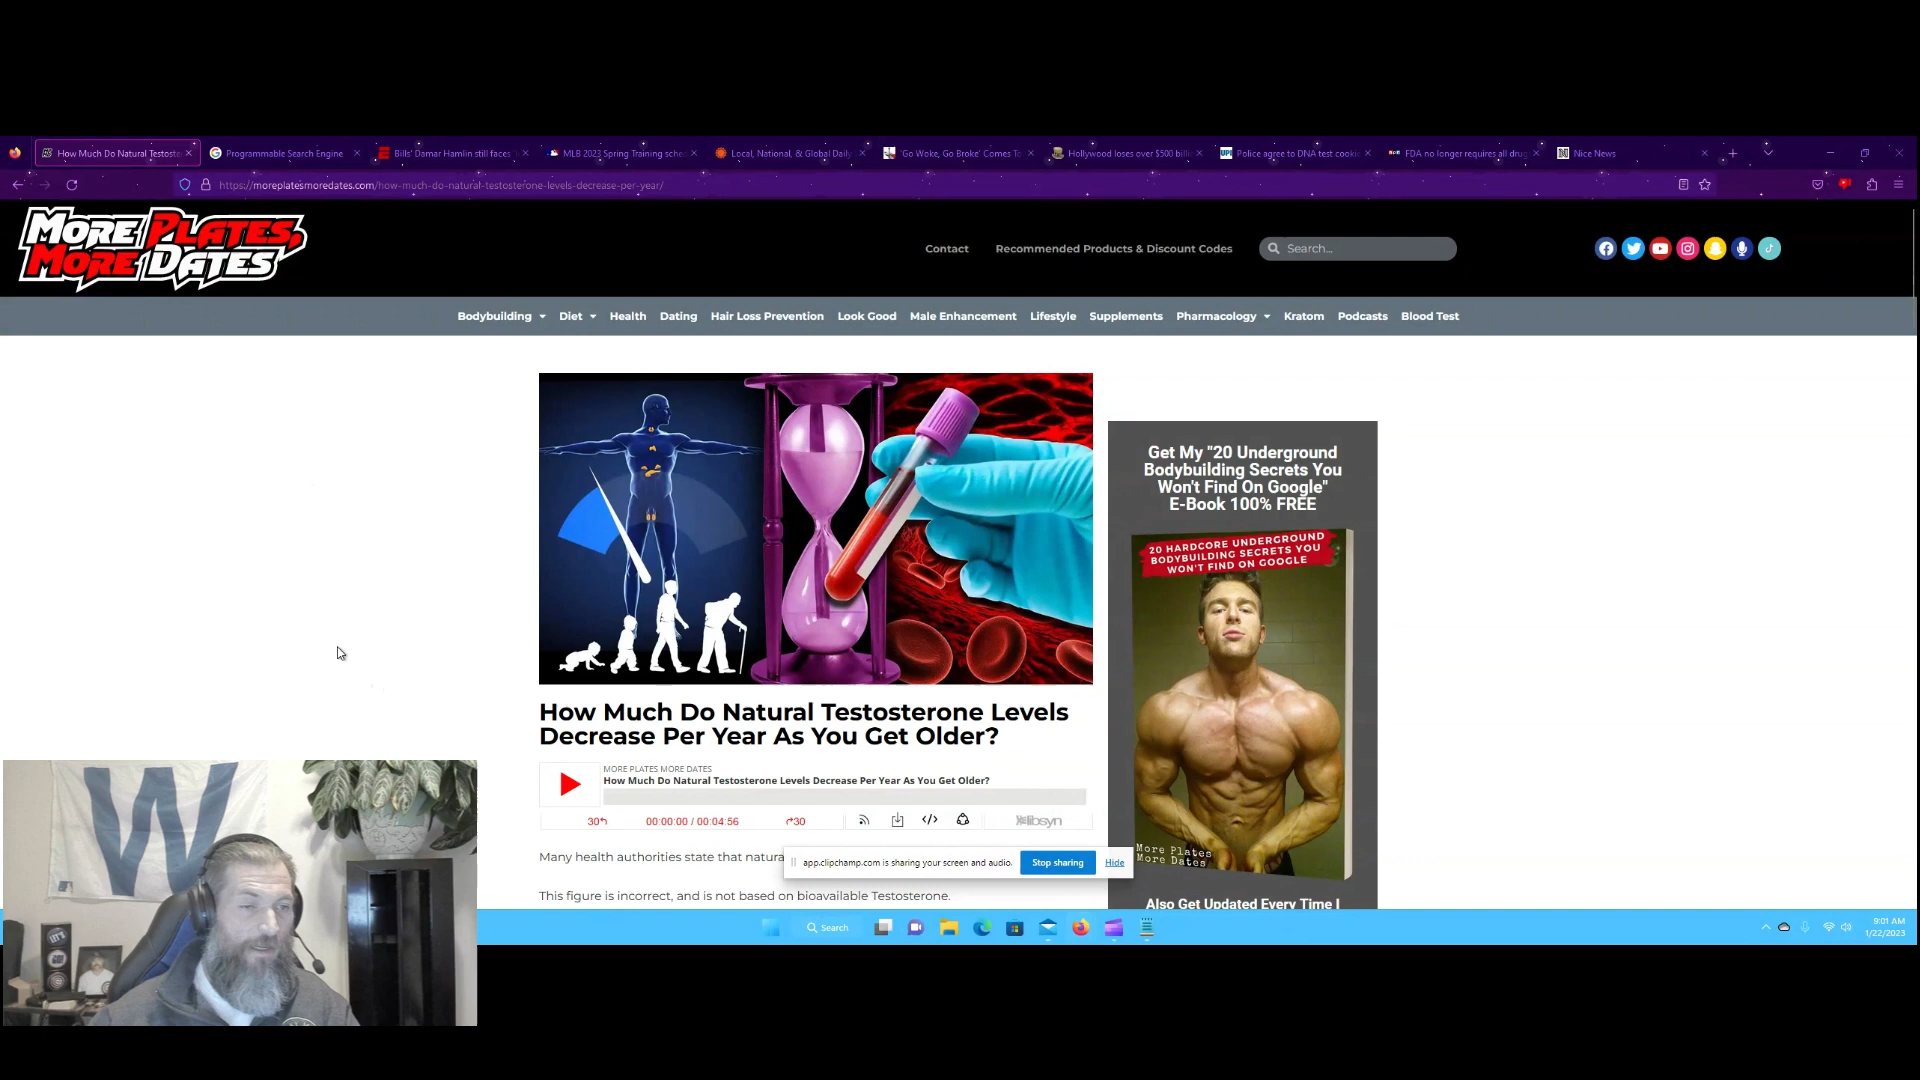 How Much Do Natural Testoste
Programmable Search Engine
Bills' Damar Hamlin still faces
MLB 2023 Spring Training sche
Local, National, & Global Daily
'Go Woke, Go Broke' Comes To
Hollywood loses over $500 billi
Police agree to DNA test cooki
FDA no longer requires all drug
Nice News
https://moreplatesmoredates.com/how-much-do-natural-testosterone-levels-decrease-per-year/
MORE PLATES,
MORE DATES
Contact
Recommended Products & Discount Codes
Search...
Bodybuilding
Diet
Health
Dating
Hair Loss Prevention
Look Good
Male Enhancement
Lifestyle
Supplements
Pharmacology
Kratom
Podcasts
Blood Test
Get My "20 Underground
Bodybuilding Secrets You
Won't Find On Google"
E-Book 100% FREE
20 HARDCORE UNDERGROUND
BODYBUILDING SECRETS YOU
WON'T FIND ON GOOGLE
More Plates
More Dates
Also Get Updated Every Time I
How Much Do Natural Testosterone Levels
Decrease Per Year As You Get Older?
MORE PLATES MORE DATES
How Much Do Natural Testosterone Levels Decrease Per Year As You Get Older?
30
00:00:00 / 00:04:56
30
libsyn
Many health authorities state that natura
app.clipchamp.com is sharing your screen and audio.
Stop sharing
Hide
This figure is incorrect, and is not based on bioavailable Testosterone.
W
Search
9:01 AM
1/22/2023